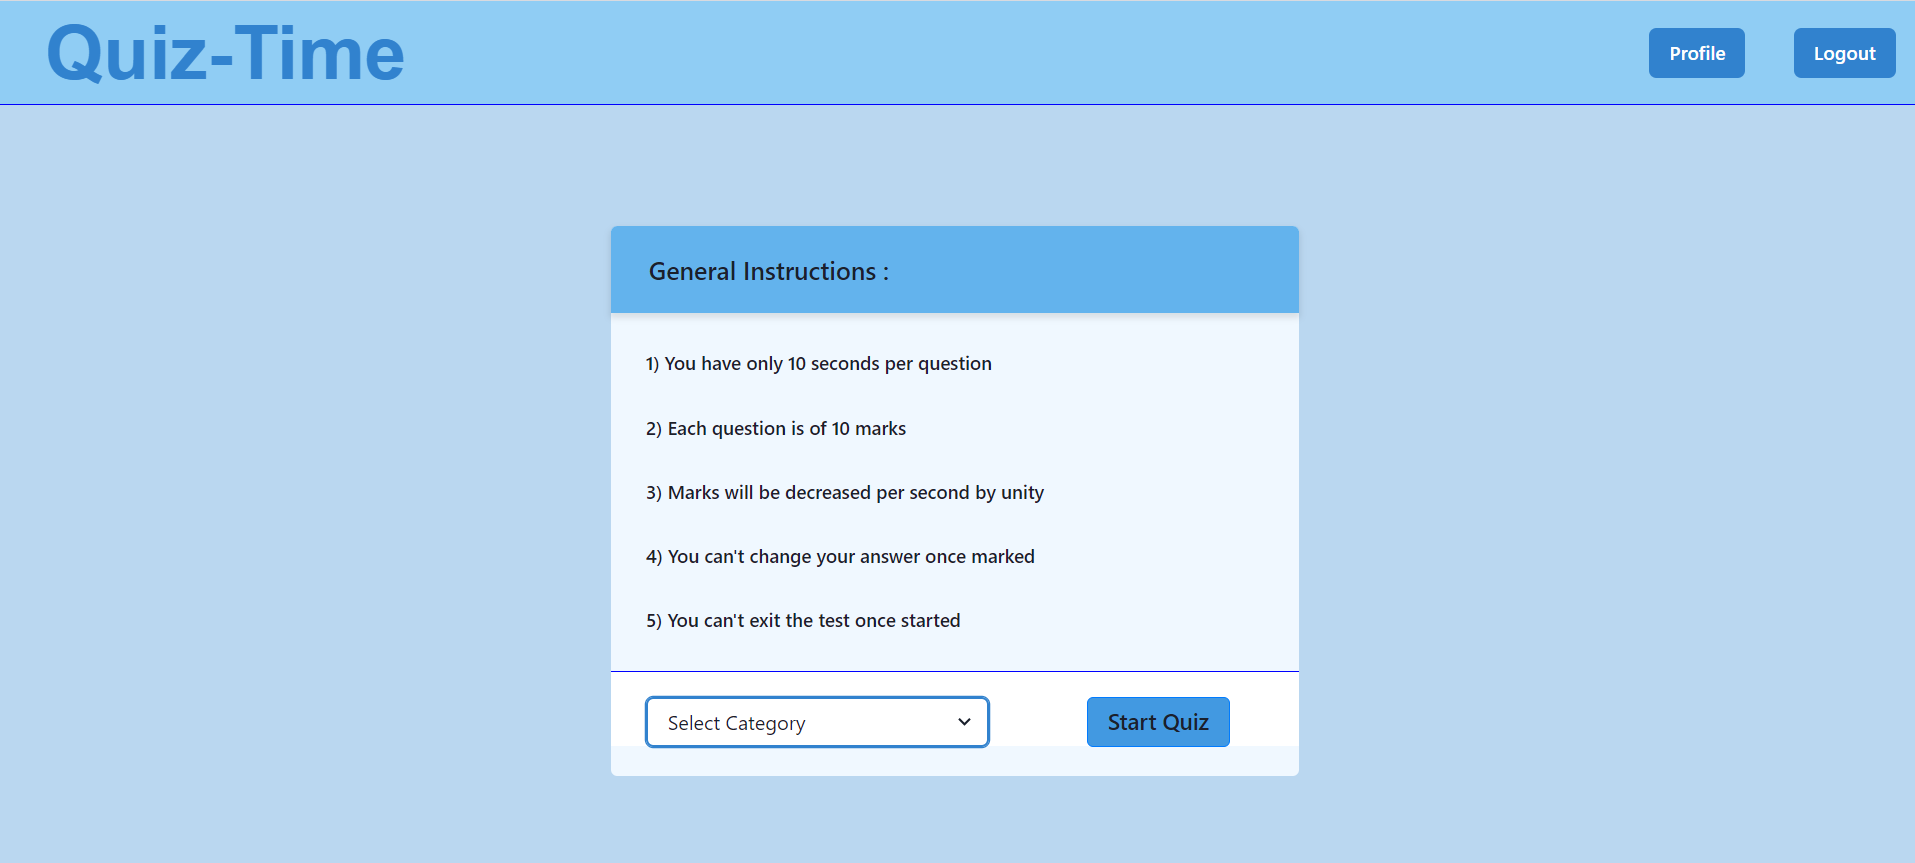 Quiz-Time
Profile
Logout
General Instructions :
1) You have only 10 seconds per question
2) Each question is of 10 marks
3) Marks will be decreased per second by unity
4) You can't change your answer once marked
5) You can't exit the test once started
Select Category
Start Quiz